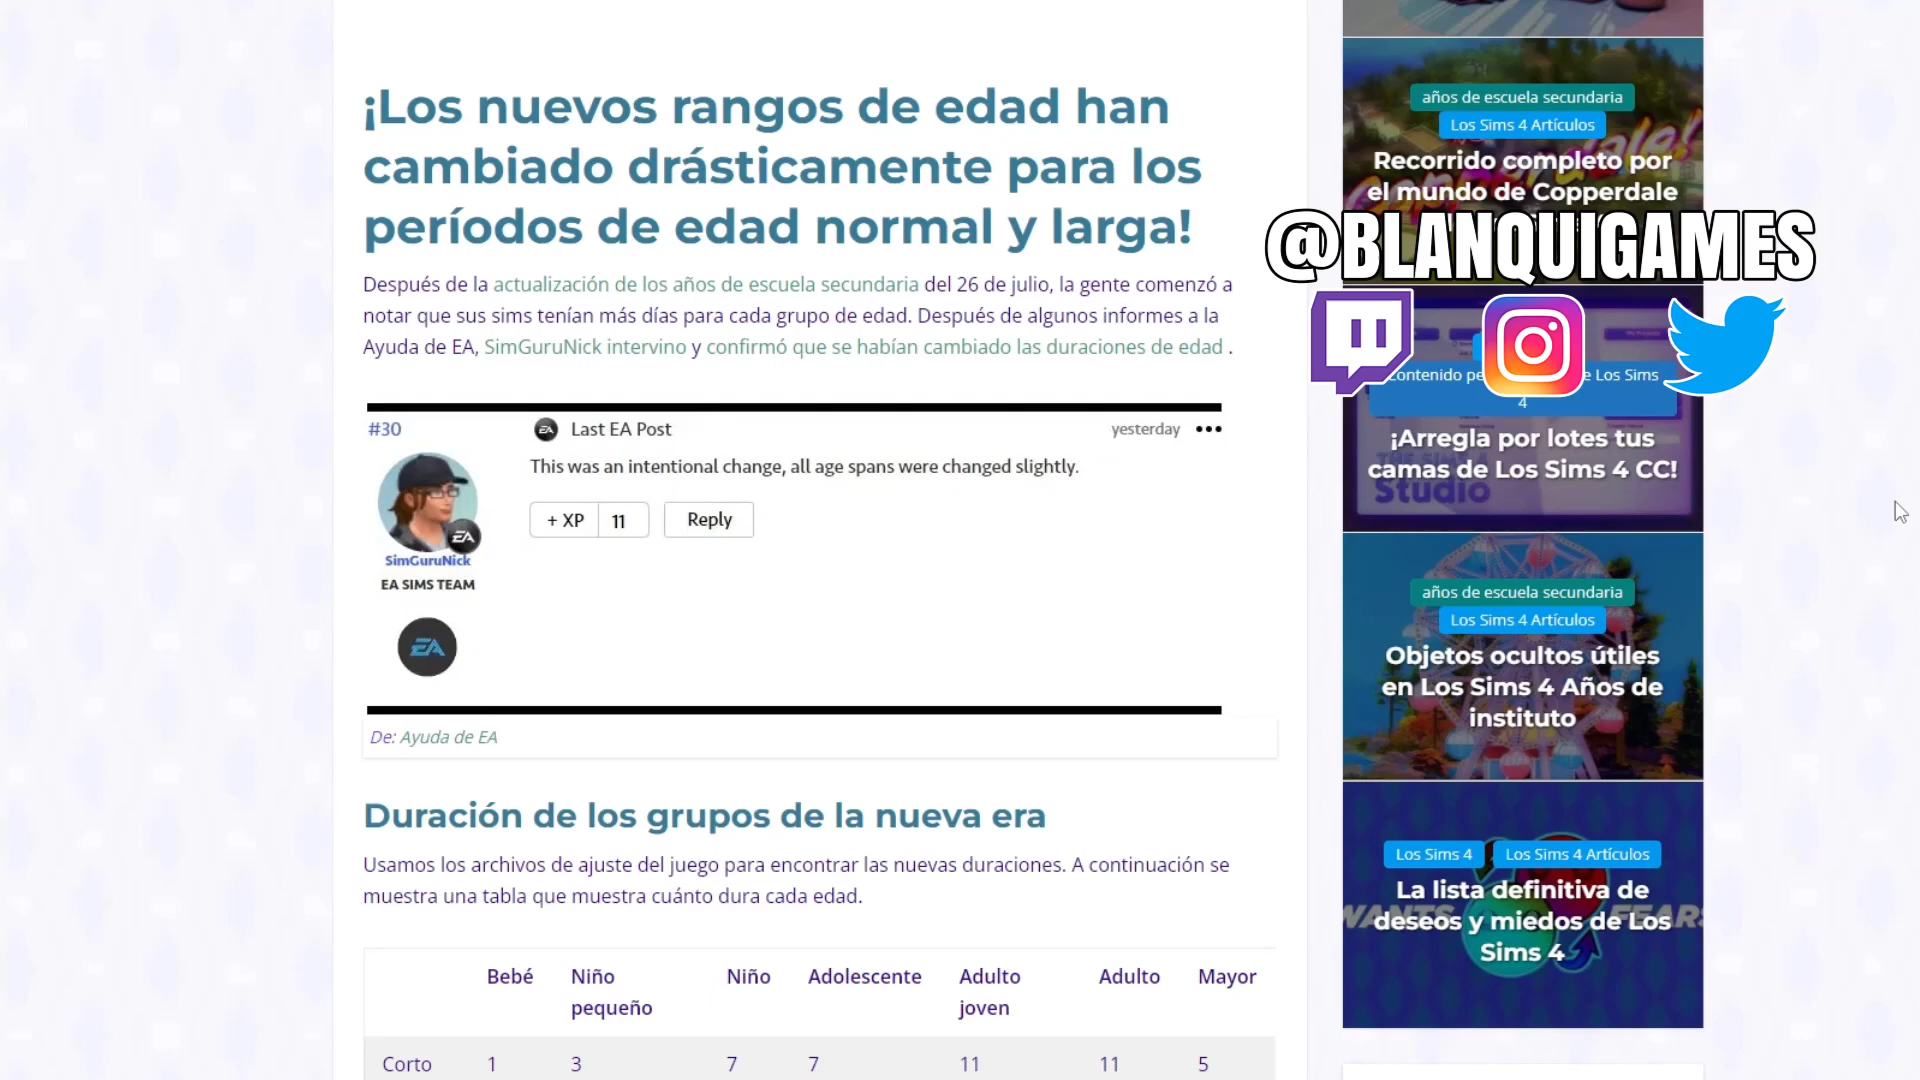 ¡Los nuevos rangos de edad han
cambiado drásticamente para los
períodos de edad normal y larga!
Después de la actualización de los años de escuela secundaria del 26 de julio, la gente comenzó a
notar que sus sims tenían más días para cada grupo de edad. Después de algunos informes a la
Ayuda de EA, SimGuruNick intervino y confirmó que se habían cambiado las duraciones de edad .
#30
EA
Last EA Post
yesterday
•••
This was an intentional change, all age spans were changed slightly.
+ XP
11
Reply
EA
SimGuruNick
EA SIMS TEAM
EA
De: Ayuda de EA
Duración de los grupos de la nueva era
Usamos los archivos de ajuste del juego para encontrar las nuevas duraciones. A continuación se
muestra una tabla que muestra cuánto dura cada edad.
Bebé Niño pequeño Niño Adolescente Adulto joven Adulto Mayor
Corto 1 3 7 7 11 11 5
años de escuela secundaria
Los Sims 4 Artículos
Recorrido completo por
el mundo de Copperdale
@BLANQUIGAMES
Los Sims
4
¡Arregla por lotes tus
camas de Los Sims 4 CC!
Studio
años de escuela secundaria
Los Sims 4 Artículos
Objetos ocultos útiles
en Los Sims 4 Años de
instituto
Los Sims 4
Los Sims 4 Artículos
La lista definitiva de
deseos y miedos de Los
Sims 4
WANTS
FEARS